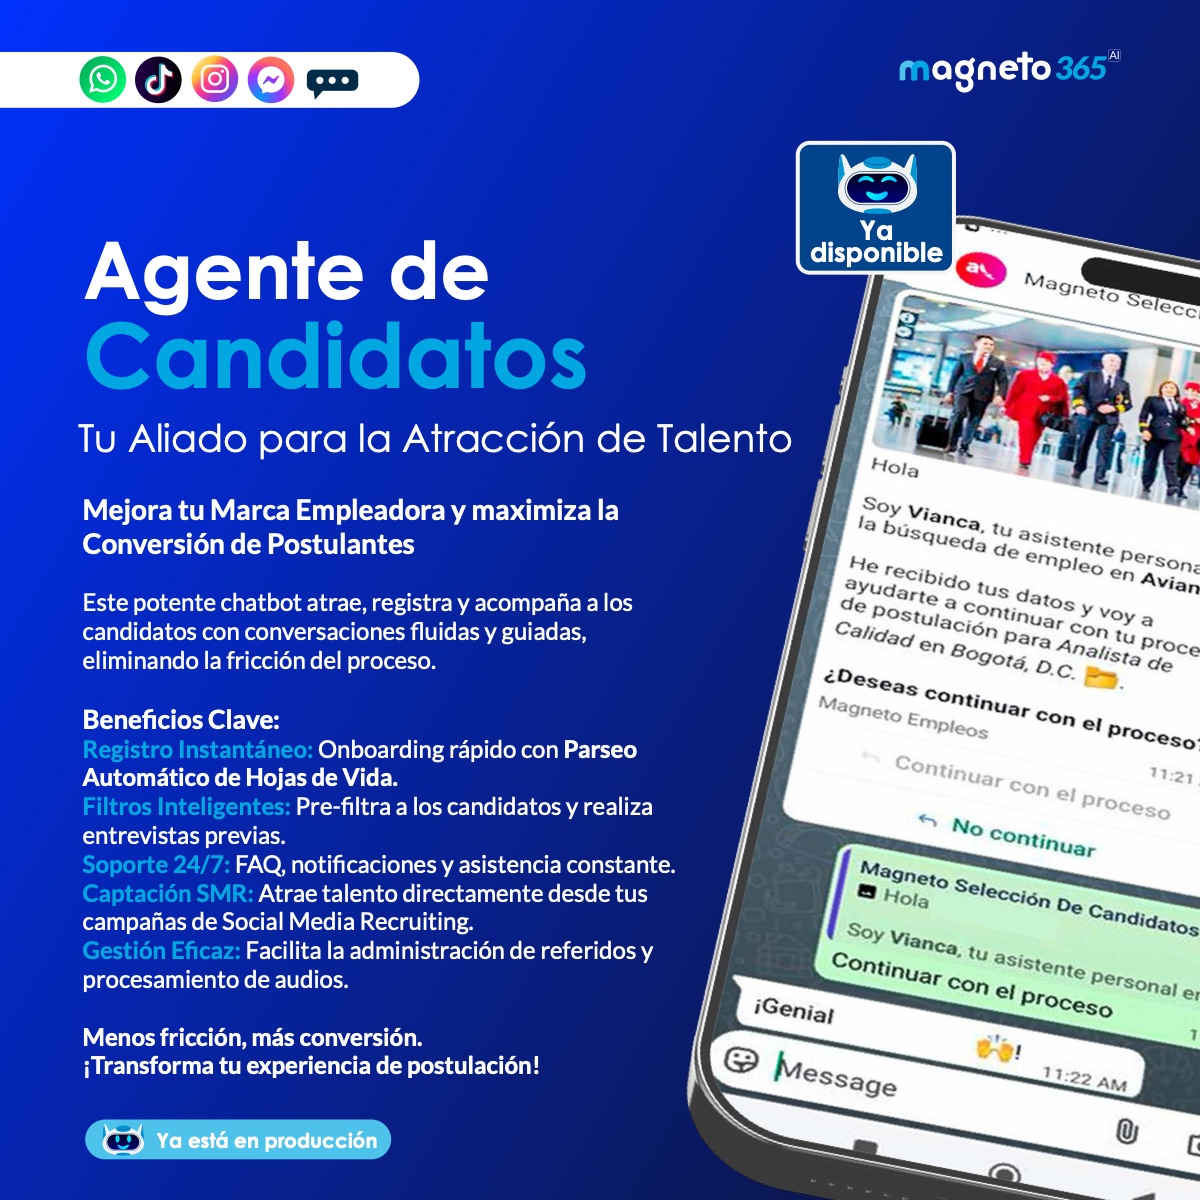 magneto 365 AI
Ya
disponible
Agente de
Candidatos
Tu Aliado para la Atracción de Talento
Mejora tu Marca Empleadora y maximiza la
Conversión de Postulantes
Este potente chatbot atrae, registra y acompaña a los
candidatos con conversaciones fluidas y guiadas,
eliminando la fricción del proceso.
Beneficios Clave:
Registro Instantáneo: Onboarding rápido con Parseo
Automático de Hojas de Vida.
Filtros Inteligentes: Pre-filtra a los candidatos y realiza
entrevistas previas.
Soporte 24/7: FAQ, notificaciones y asistencia constante.
Captación SMR: Atrae talento directamente desde tus
campañas de Social Media Recruiting.
Gestión Eficaz: Facilita la administración de referidos y
procesamiento de audios.
Menos fricción, más conversión.
¡Transforma tu experiencia de postulación!
Ya está en producción
Magneto Selecci
Hola
Soy Vianca, tu asistente persona
la búsqueda de empleo en Avian
He recibido tus datos y voy a
ayudarte a continuar con tu proce
de postulación para Analista de
Calidad en Bogotá, D.C. 📂.
¿Deseas continuar con el proceso?
Magneto Empleos
11:21
Continuar con el proceso
No continuar
Magneto Selección De Candidatos
Hola
Soy Vianca, tu asistente personal en
Continuar con el proceso
¡Genial
🙌!
11:22 AM
Message